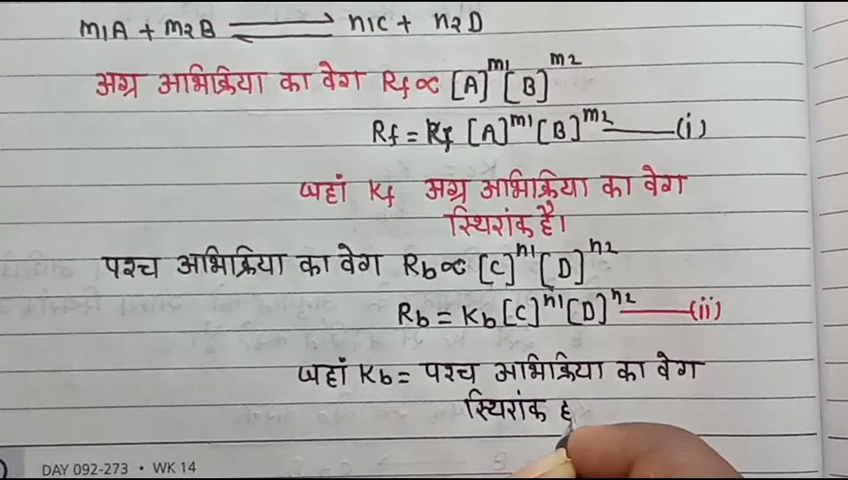 m₁A + m₂B ⇌ n₁C + n₂D
अग्र अभिक्रिया का वेग Rf ∝ [A]^m₁ [B]^m₂
Rf = Kf [A]^m₁ [B]^m₂ ——(i)
जहां Kf अग्र अभिक्रिया का वेग
स्थिरांक है।
पश्च अभिक्रिया का वेग Rb ∝ [C]^n₁ [D]^n₂
Rb = Kb [C]^n₁ [D]^n₂ ——(ii)
जहां Kb = पश्च अभिक्रिया का वेग
स्थिरांक ह
DAY 092-273 • WK 14